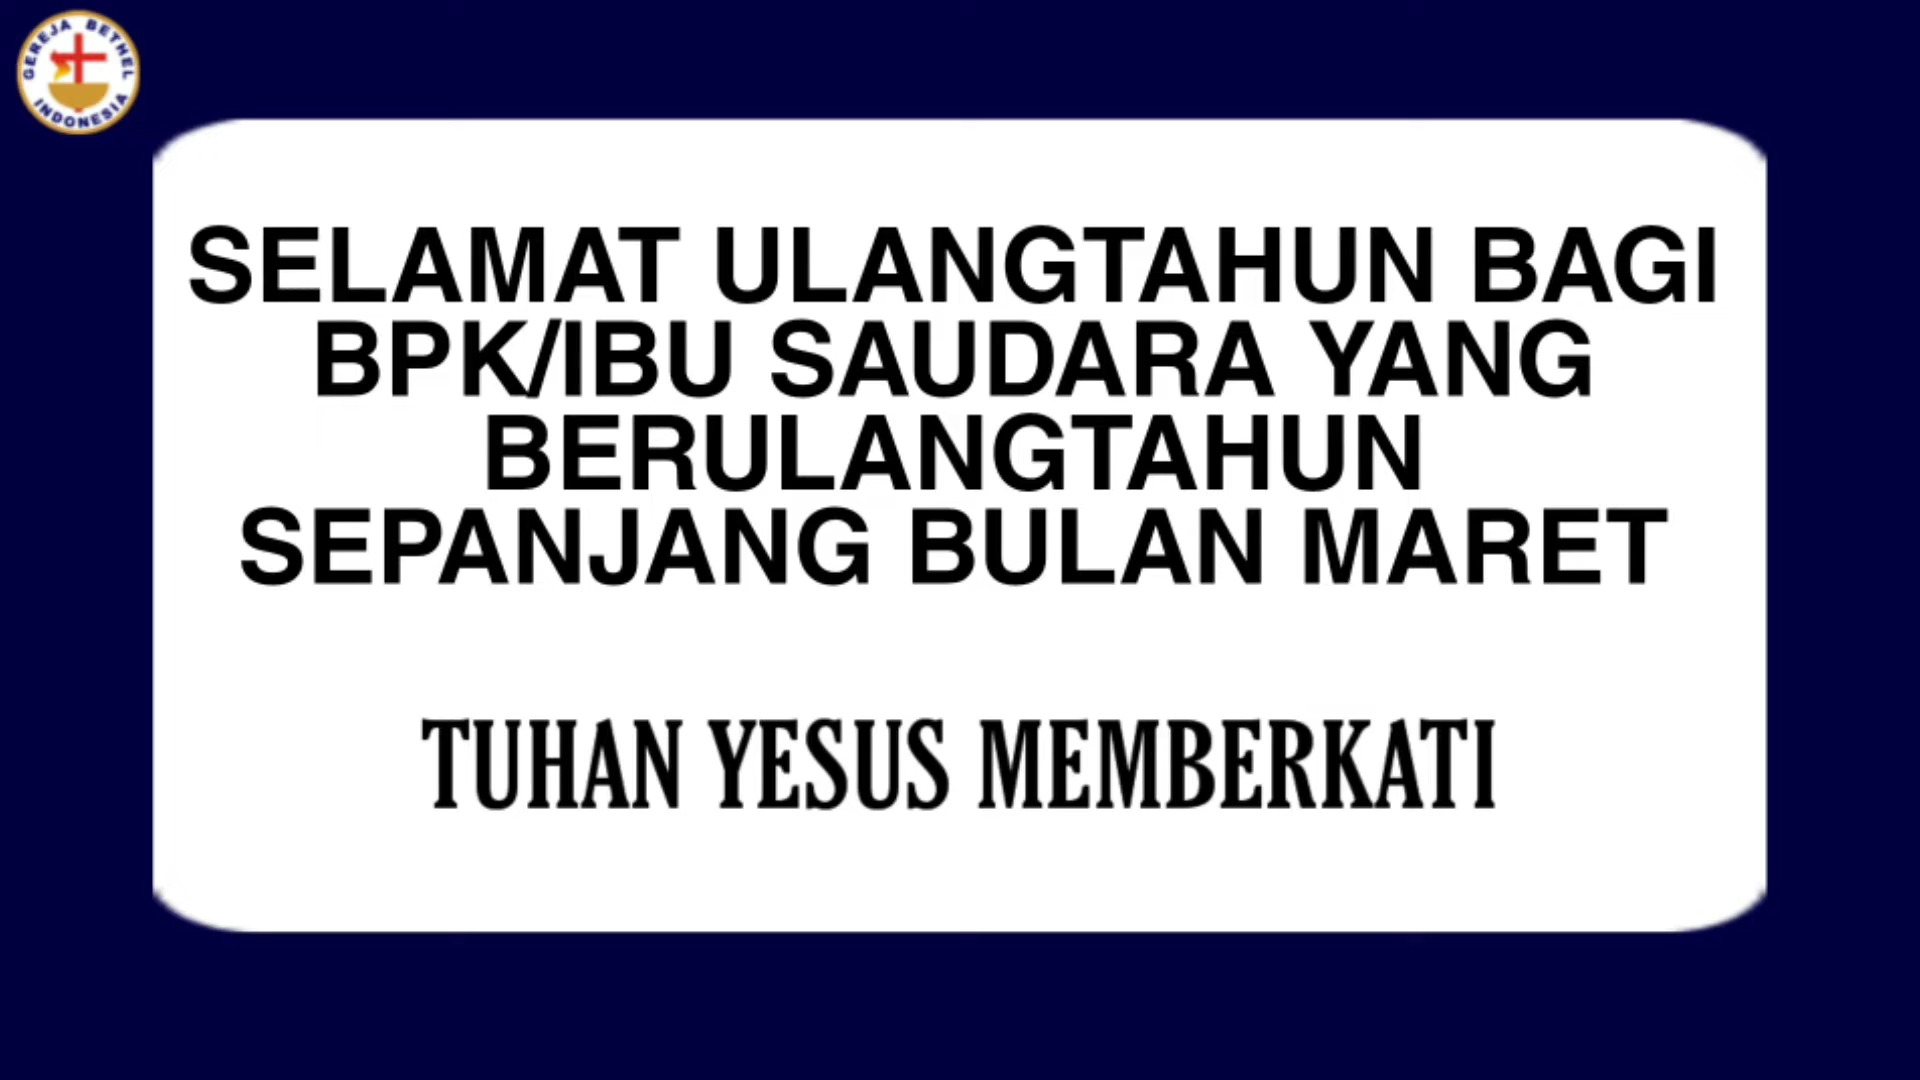 GEREJA BETHEL
INDONESIA
SELAMAT ULANGTAHUN BAGI
BPK/IBU SAUDARA YANG
BERULANGTAHUN
SEPANJANG BULAN MARET
TUHAN YESUS MEMBERKATI